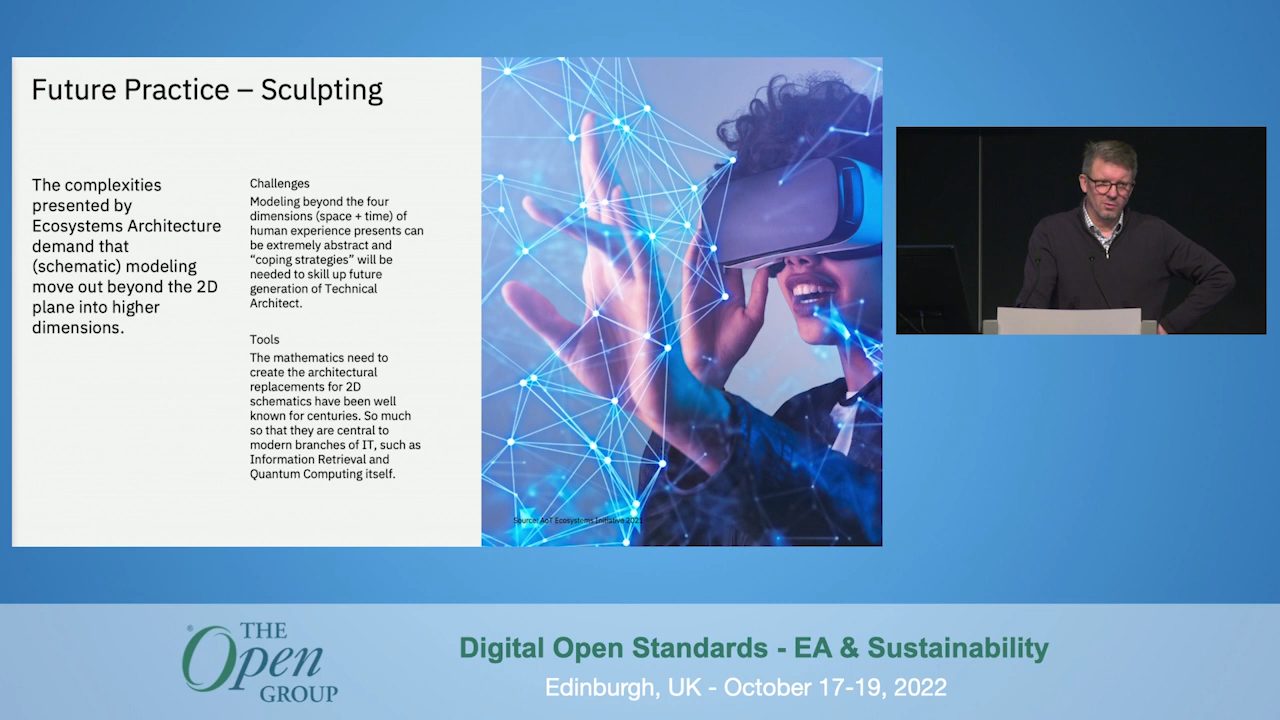 Future Practice – Sculpting
The complexities
presented by
Ecosystems Architecture
demand that
(schematic) modeling
move out beyond the 2D
plane into higher
dimensions.
Challenges
Modeling beyond the four
dimensions (space + time) of
human experience presents can
be extremely abstract and
“coping strategies” will be
needed to skill up future
generation of Technical
Architect.
Tools
The mathematics need to
create the architectural
replacements for 2D
schematics have been well
known for centuries. So much
so that they are central to
modern branches of IT, such as
Information Retrieval and
Quantum Computing itself.
Source: AoT Ecosystems Initiative 2021
® THE
Open
GROUP
Digital Open Standards - EA & Sustainability
Edinburgh, UK - October 17-19, 2022